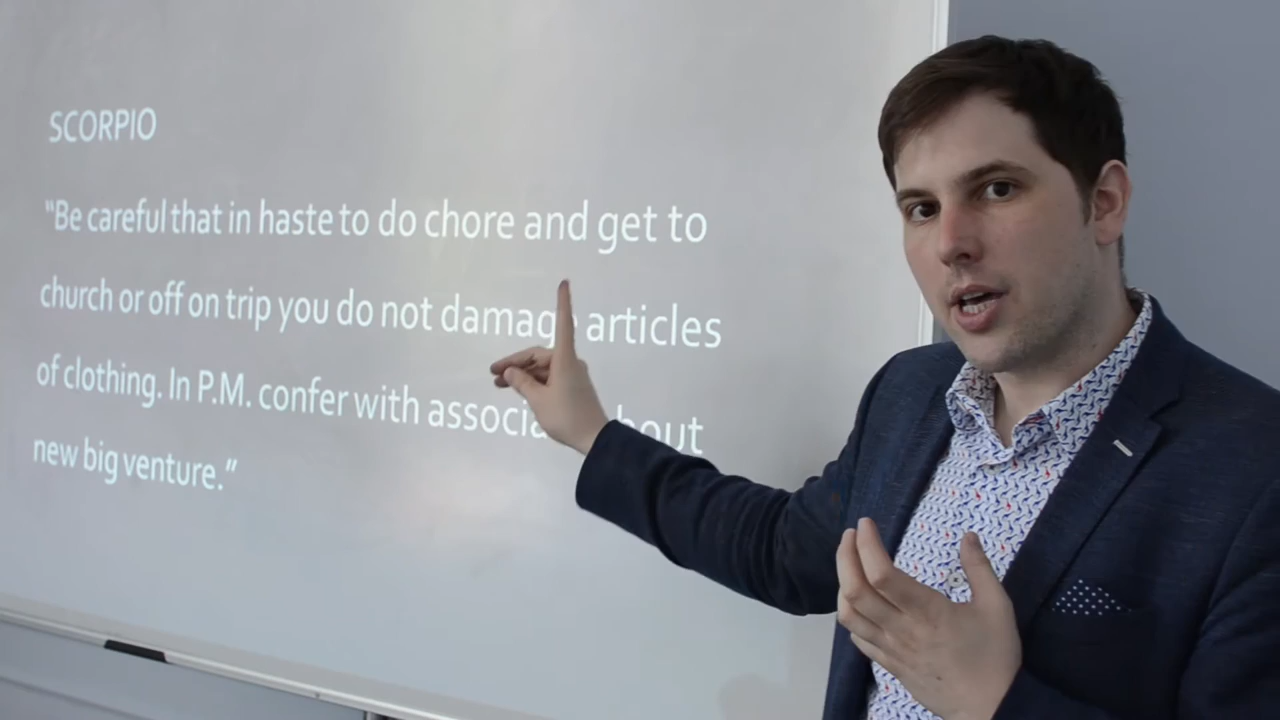 SCORPIO
“Be careful that in haste to do chore and get to
church or off on trip you do not damage articles
of clothing. In P.M. confer with about
new big venture.”